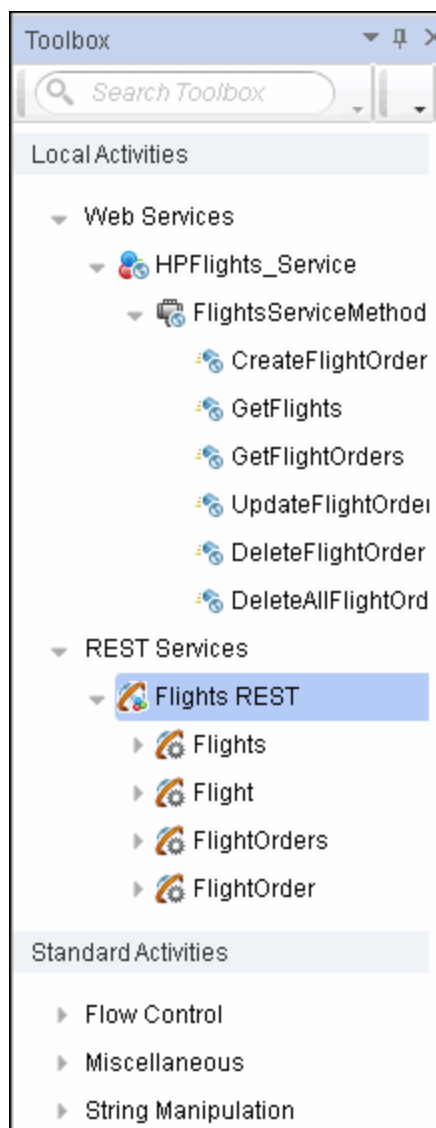 Toolbox
Search Toolbox
Local Activities
Web Services
HPFlights_Service
FlightsServiceMethod
CreateFlightOrder
GetFlights
GetFlightOrders
UpdateFlightOrder
DeleteFlightOrder
DeleteAllFlightOrd
REST Services
Flights REST
Flights
Flight
FlightOrders
FlightOrder
Standard Activities
Flow Control
Miscellaneous
String Manipulation